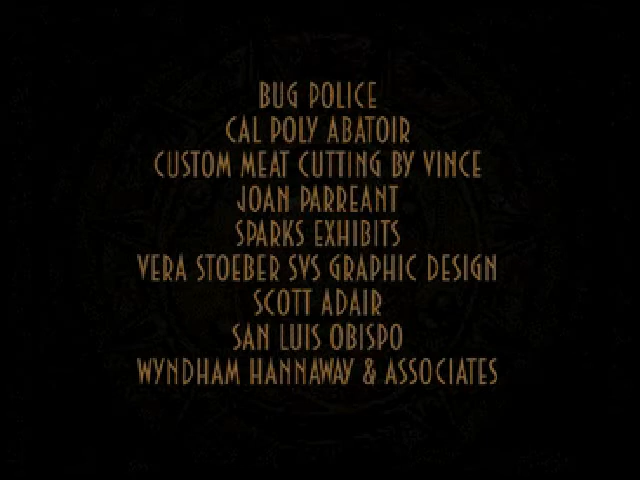 BUG POLICE
CAL POLY ABATOIR
CUSTOM MEAT CUTTING BY VINCE
JOAN PARREANT
SPARKS EXHIBITS
VERA STOEBER SVS GRAPHIC DESIGN
SCOTT ADAIR
SAN LUIS OBISPO
WYNDHAM HANNAWAY & ASSOCIATES